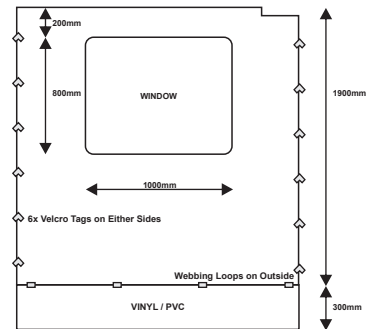 200mm
800mm
WINDOW
1900mm
1000mm
6x Velcro Tags on Either Sides
Webbing Loops on Outside
VINYL / PVC
300mm